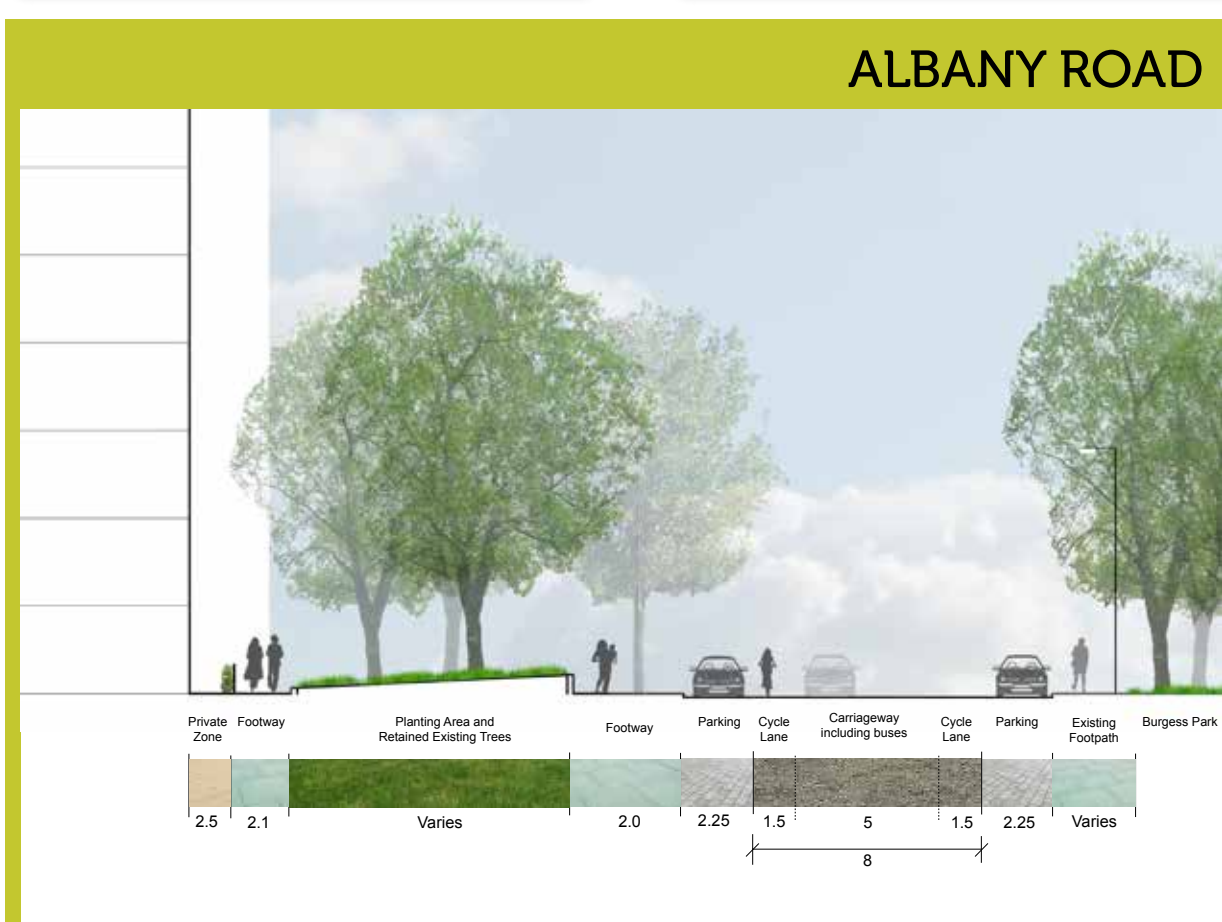 ALBANY ROAD
Private Zone
Footway
Planting Area and
Retained Existing Trees
Footway
Parking
Cycle Lane
Carriageway
including buses
Cycle Lane
Parking
Existing Footpath
Burgess Park
2.5 2.1 Varies 2.0 2.25 1.5 5 1.5 2.25 Varies
8